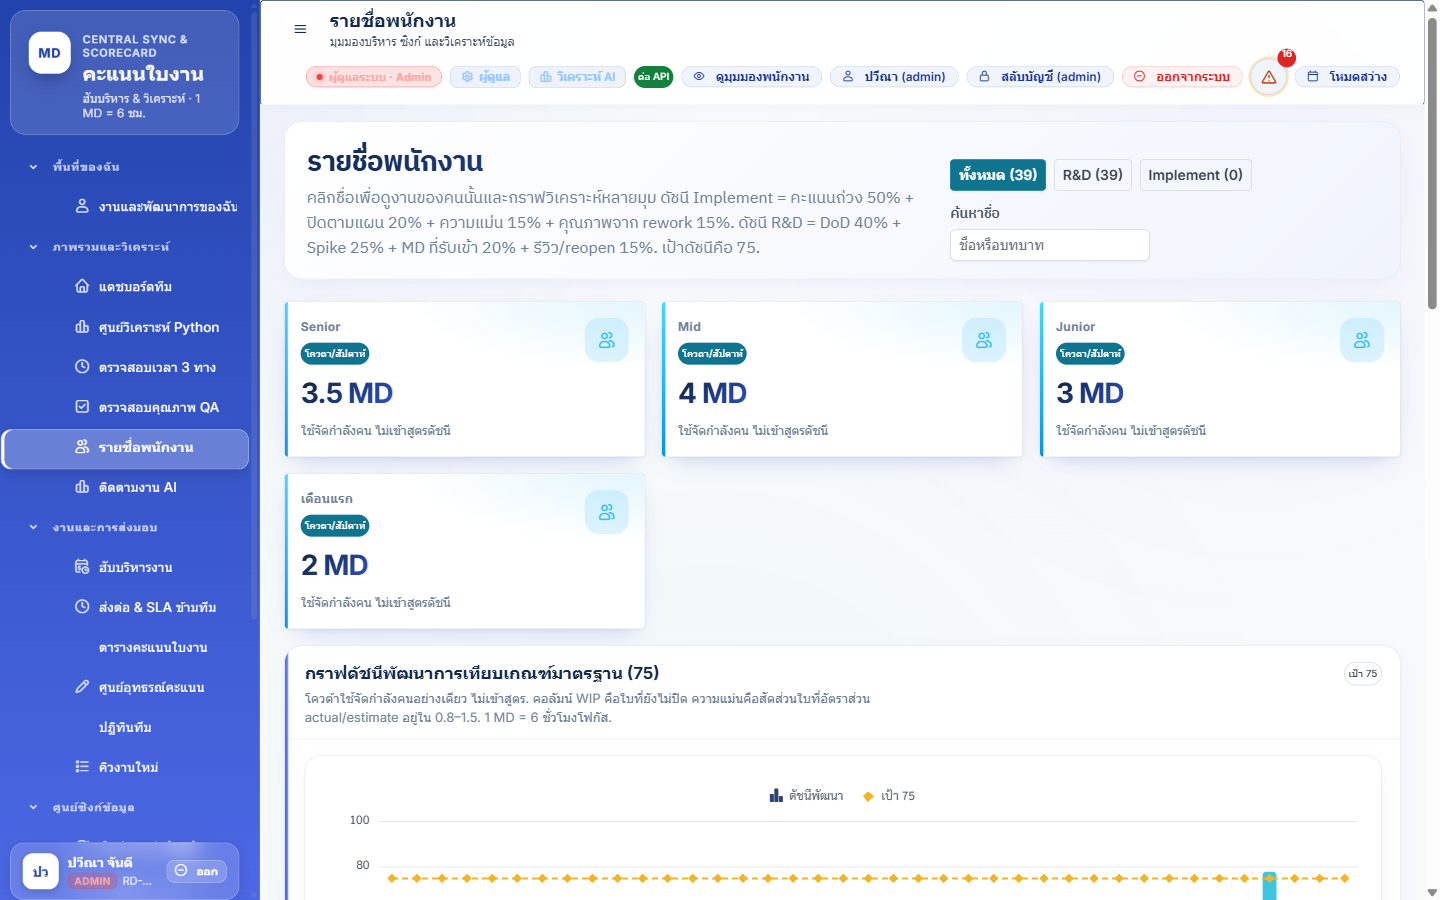 MD
CENTRAL SYNC &
SCORECARD
คะแนนใบงาน
ฮับบริหาร & วิเคราะห์ · 1
MD = 6 ชม.
พื้นที่ของฉัน
งานและพัฒนาการของฉัน
ภาพรวมและวิเคราะห์
แดชบอร์ดทีม
ศูนย์วิเคราะห์ Python
ตรวจสอบเวลา 3 ทาง
ตรวจสอบคุณภาพ QA
รายชื่อพนักงาน
ติดตามงาน AI
งานและการส่งมอบ
ฮับบริหารงาน
ส่งต่อ & SLA ข้ามทีม
ตารางคะแนนใบงาน
ศูนย์อุทธรณ์คะแนน
ปฏิทินทีม
คิวงานใหม่
ศูนย์ซิงก์ข้อมูล
ปว
ปวีณา จันดี
ADMIN RD-...
ออก
รายชื่อพนักงาน
มุมมองบริหาร ซิงก์ และวิเคราะห์ข้อมูล
ผู้ดูแลระบบ · Admin
ผู้ดูแล
วิเคราะห์ AI
ต่อ API
ดูมุมมองพนักงาน
ปวีณา (admin)
สลับบัญชี (admin)
ออกจากระบบ
16
โหมดสว่าง
รายชื่อพนักงาน
คลิกชื่อเพื่อดูงานของคนนั้นและกราฟวิเคราะห์หลายมุม ดัชนี Implement = คะแนนถ่วง 50% +
ปิดตามแผน 20% + ความแม่น 15% + คุณภาพจาก rework 15%. ดัชนี R&D = DoD 40% +
Spike 25% + MD ที่รับเข้า 20% + รีวิว/reopen 15%. เป้าดัชนีคือ 75.
ทั้งหมด (39)
R&D (39)
Implement (0)
ค้นหาชื่อ
ชื่อหรือบทบาท
Senior
โควตา/สัปดาห์
3.5 MD
ใช้จัดกำลังคน ไม่เข้าสูตรดัชนี
Mid
โควตา/สัปดาห์
4 MD
ใช้จัดกำลังคน ไม่เข้าสูตรดัชนี
Junior
โควตา/สัปดาห์
3 MD
ใช้จัดกำลังคน ไม่เข้าสูตรดัชนี
เดือนแรก
โควตา/สัปดาห์
2 MD
ใช้จัดกำลังคน ไม่เข้าสูตรดัชนี
กราฟดัชนีพัฒนาการเทียบเกณฑ์มาตรฐาน (75)
โควต้าใช้จัดกำลังคนอย่างเดียว ไม่เข้าสูตร. คอลัมน์ WIP คือใบที่ยังไม่ปิด ความแม่นคือสัดส่วนใบที่อัตราส่วน
actual/estimate อยู่ใน 0.8–1.5. 1 MD = 6 ชั่วโมงโฟกัส.
เป้า 75
ดัชนีพัฒนา
เป้า 75
100
80